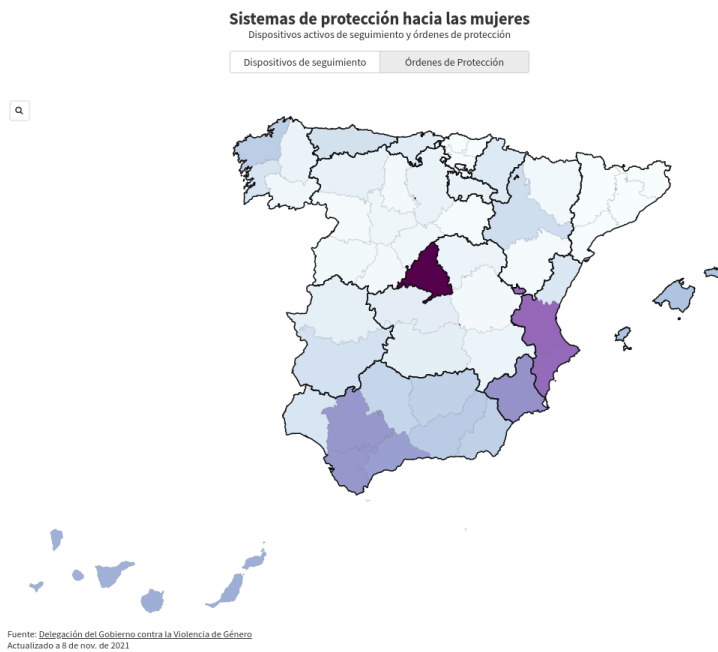 Sistemas de protección hacia las mujeres
Dispositivos activos de seguimiento y órdenes de protección
Dispositivos de seguimiento
Órdenes de Protección
Fuente: Delegación del Gobierno contra la Violencia de Género
Actualizado a 8 de nov. de 2021